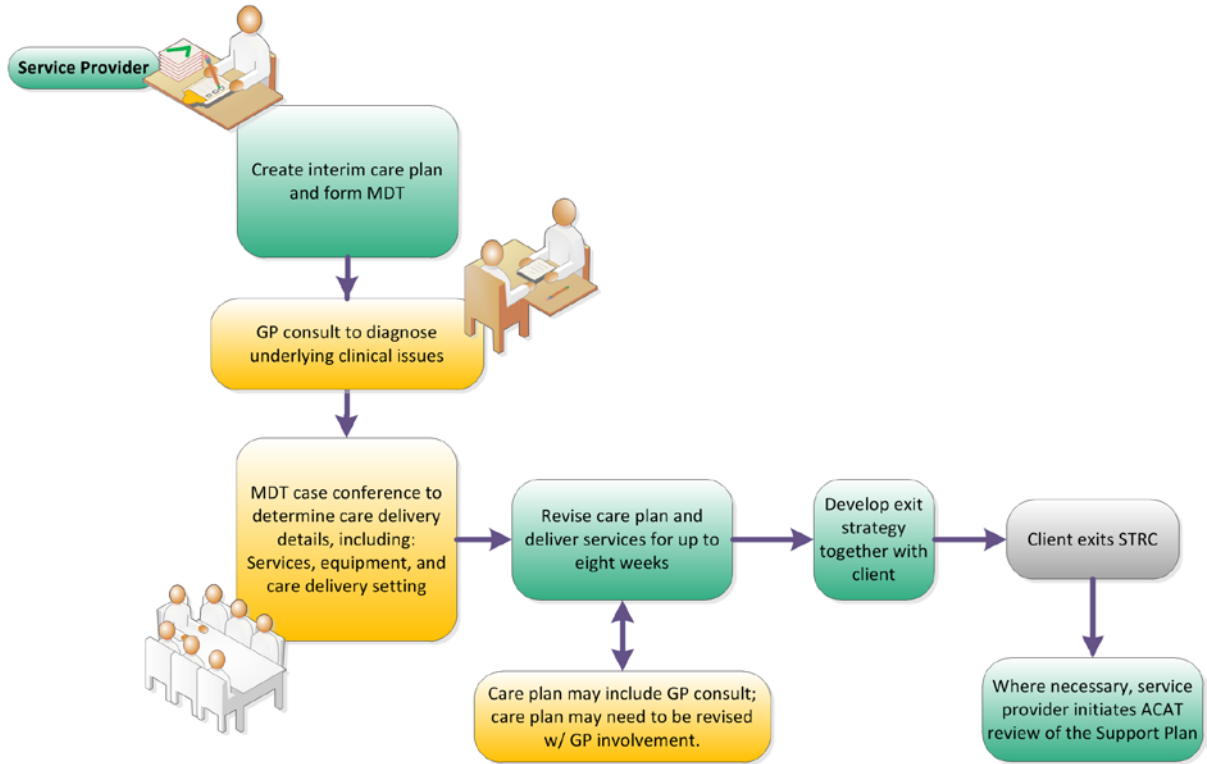 Service Provider
Create interim care plan
and form MDT
GP consult to diagnose
underlying clinical issues
MDT case conference to
determine care delivery
details, including:
Services, equipment, and
care delivery setting
Revise care plan and
deliver services for up to
eight weeks
Care plan may include GP consult;
care plan may need to be revised
w/ GP involvement.
Develop exit
strategy
together with
client
Client exits STRC
Where necessary, service
provider initiates ACAT
review of the Support Plan